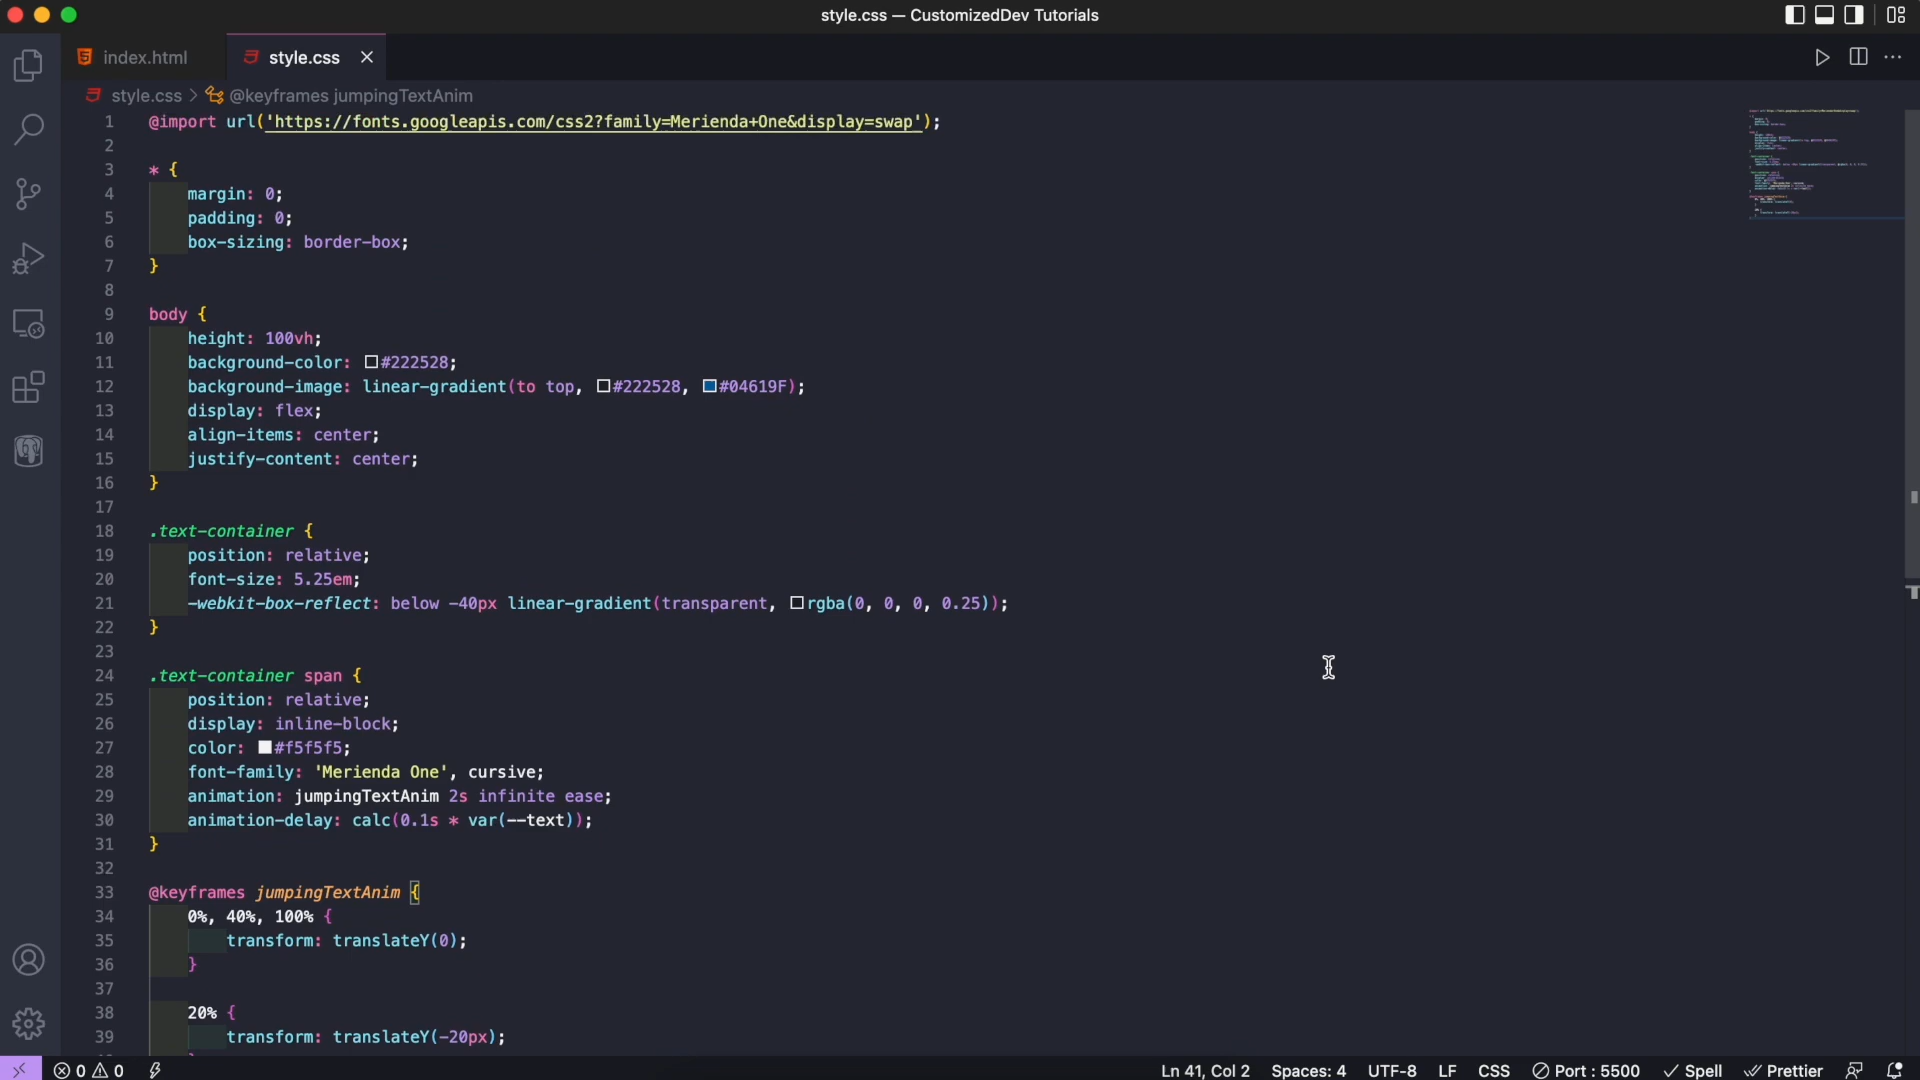 style.css — CustomizedDev Tutorials
index.html
style.css
style.css > @keyframes jumpingTextAnim
1 @import url('https://fonts.googleapis.com/css2?family=Merienda+One&display=swap');
2
3 * {
4     margin: 0;
5     padding: 0;
6     box-sizing: border-box;
7 }
8
9 body {
10     height: 100vh;
11     background-color: #222528;
12     background-image: linear-gradient(to top, #222528, #04619F);
13     display: flex;
14     align-items: center;
15     justify-content: center;
16 }
17
18 .text-container {
19     position: relative;
20     font-size: 5.25em;
21     -webkit-box-reflect: below -40px linear-gradient(transparent, rgba(0, 0, 0, 0.25));
22 }
23
24 .text-container span {
25     position: relative;
26     display: inline-block;
27     color: #f5f5f5;
28     font-family: 'Merienda One', cursive;
29     animation: jumpingTextAnim 2s infinite ease;
30     animation-delay: calc(0.1s * var(--text));
31 }
32
33 @keyframes jumpingTextAnim {
34     0%, 40%, 100% {
35         transform: translateY(0);
36     }
37
38     20% {
39         transform: translateY(-20px);
0 0
Ln 41, Col 2 Spaces: 4 UTF-8 LF CSS Port : 5500 Spell Prettier